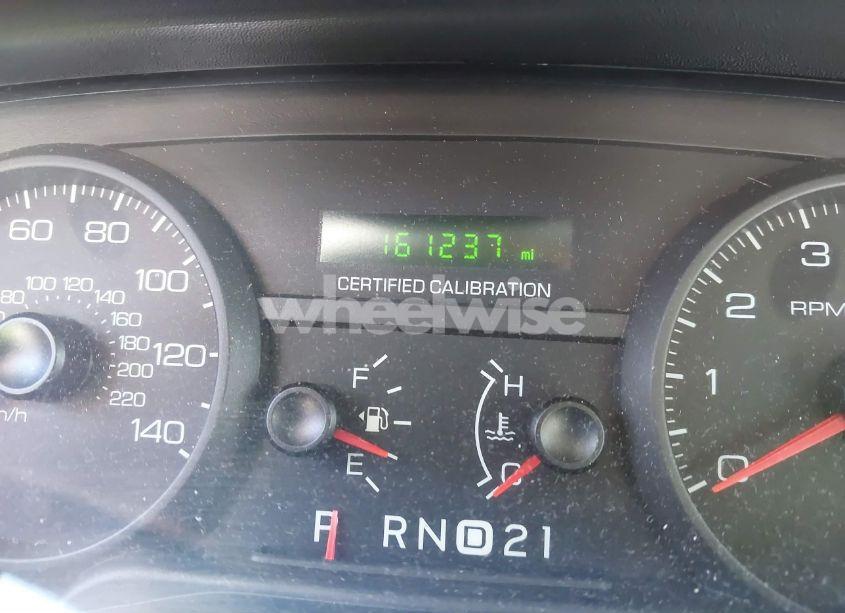 161237 mi
CERTIFIED CALIBRATION
wheelwise
60 80 100 120 140
80 100 120 140 160 180 200 220
F
E
H
C
P R N D 2 1
0 1 2 3
RPM